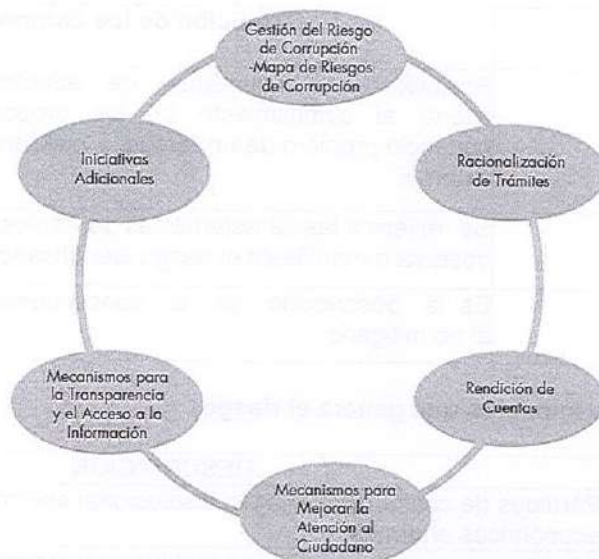 Gestión del Riesgo
de Corrupción
-Mapa de Riesgos
de Corrupción
Racionalización
de Trámites
Rendición de
Cuentas
Mecanismos para
Mejorar la
Atención al
Ciudadano
Mecanismos para
la Transparencia
y el Acceso a la
Información
Iniciativas
Adicionales